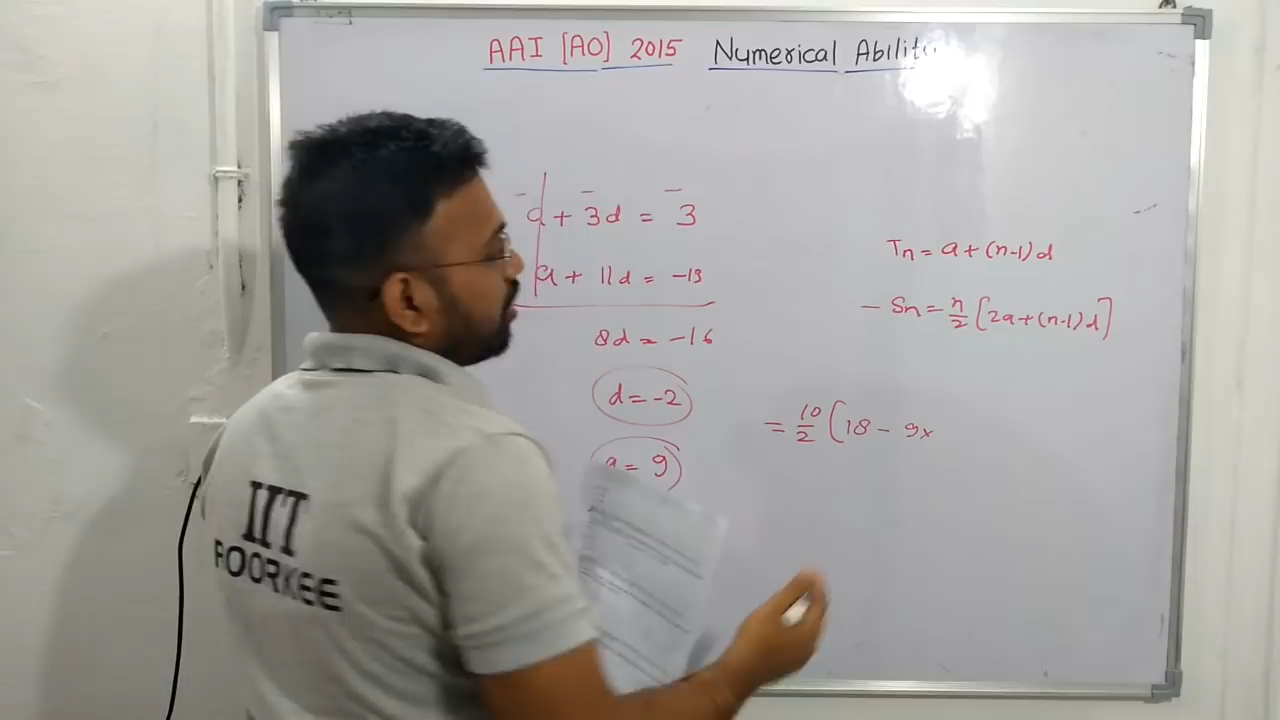 AAI [AO] 2015 Numerical Ability
a + 3d = 3
a + 11d = -13
8d = -16
d = -2
a = 9
Tn = a + (n-1) d
- Sn = n/2 [2a + (n-1) d]
= 10/2 (18 - 9x
IIT
ROORKEE